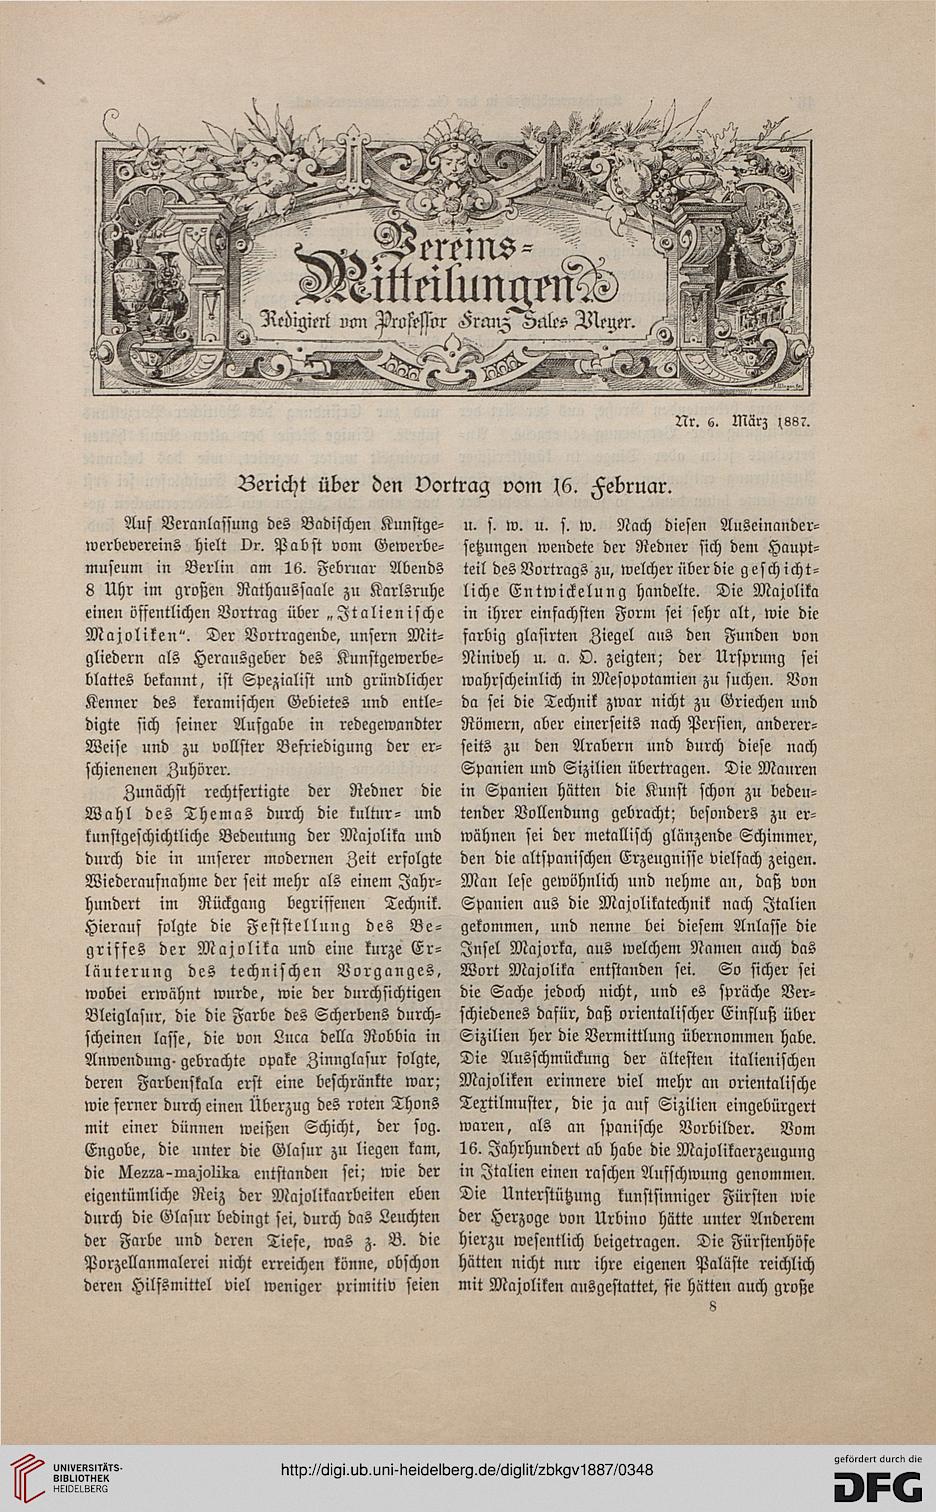 Vereins-
Mitteilungen
Redigiert von Professor Franz Sales Meyer.
Nr. 6. März 1887.
Bericht über den Vortrag vom 16. Februar.
Auf Veranlassung des Badischen Kunstge-
werbevereins hielt Dr. Pabst vom Gewerbe-
museum in Berlin am 16. Februar Abends
8 Uhr im großen Rathaussaale zu Karlsruhe
einen öffentlichen Vortrag über „Italienische
Majoliken“. Der Vortragende, unsern Mit-
gliedern als Herausgeber des Kunstgewerbe-
blattes bekannt, ist Spezialist und gründlicher
Kenner des keramischen Gebietes und entle-
digte sich seiner Aufgabe in redegewandter
Weise und zu vollster Befriedigung der er-
schienenen Zuhörer.
Zunächst rechtfertigte der Redner die
Wahl des Themas durch die kultur- und
kunstgeschichtliche Bedeutung der Majolika und
durch die in unserer modernen Zeit erfolgte
Wiederaufnahme der seit mehr als einem Jahr-
hundert im Rückgang begriffenen Technik.
Hierauf folgte die Feststellung des Be-
griffes der Majolika und eine kurze Er-
läuterung des technischen Vorganges,
wobei erwähnt wurde, wie der durchsichtigen
Bleiglasur, die die Farbe des Scherbens durch-
scheinen lasse, die von Luca della Robbia in
Anwendung gebrachte opake Zinnglasur folgte,
deren Farbenskala erst eine beschränkte war;
wie ferner durch einen Überzug des roten Thons
mit einer dünnen weißen Schicht, der sog.
Engobe, die unter die Glasur zu liegen kam,
die Mezza-majolika entstanden sei; wie der
eigentümliche Reiz der Majolikaarbeiten eben
durch die Glasur bedingt sei, durch das Leuchten
der Farbe und deren Tiefe, was z. B. die
Porzellanmalerei nicht erreichen könne, obschon
deren Hilfsmittel viel weniger primitiv seien
u. s. w. u. s. w. Nach diesen Auseinander-
setzungen wendete der Redner sich dem Haupt-
teil des Vortrags zu, welcher über die geschicht-
liche Entwickelung handelte. Die Majolika
in ihrer einfachsten Form sei sehr alt, wie die
farbig glasirten Ziegel aus den Funden von
Niniveh u. a. O. zeigten; der Ursprung sei
wahrscheinlich in Mesopotamien zu suchen. Von
da sei die Technik zwar nicht zu Griechen und
Römern, aber einerseits nach Persien, anderer-
seits zu den Arabern und durch diese nach
Spanien und Sizilien übertragen. Die Mauren
in Spanien hätten die Kunst schon zu bedeu-
tender Vollendung gebracht; besonders zu er-
wähnen sei der metallisch glänzende Schimmer,
den die altspanischen Erzeugnisse vielfach zeigen.
Man lese gewöhnlich und nehme an, daß von
Spanien aus die Majolikatechnik nach Italien
gekommen, und nenne bei diesem Anlasse die
Insel Majorka, aus welchem Namen auch das
Wort Majolika entstanden sei. So sicher sei
die Sache jedoch nicht, und es spräche Ver-
schiedenes dafür, daß orientalischer Einfluß über
Sizilien her die Vermittlung übernommen habe.
Die Ausschmückung der ältesten italienischen
Majoliken erinnere viel mehr an orientalische
Textilmuster, die ja auf Sizilien eingebürgert
waren, als an spanische Vorbilder. Vom
16. Jahrhundert ab habe die Majolikaerzeugung
in Italien einen raschen Aufschwung genommen.
Die Unterstützung kunstsinniger Fürsten wie
der Herzoge von Urbino hätte unter Anderem
hierzu wesentlich beigetragen. Die Fürstenhöfe
hätten nicht nur ihre eigenen Paläste reichlich
mit Majoliken ausgestattet, sie hätten auch große
8
UNIVERSITÄTS-
BIBLIOTHEK
HEIDELBERG
http://digi.ub.uni-heidelberg.de/diglit/zbkgv1887/0348
gefördert durch die
DFG